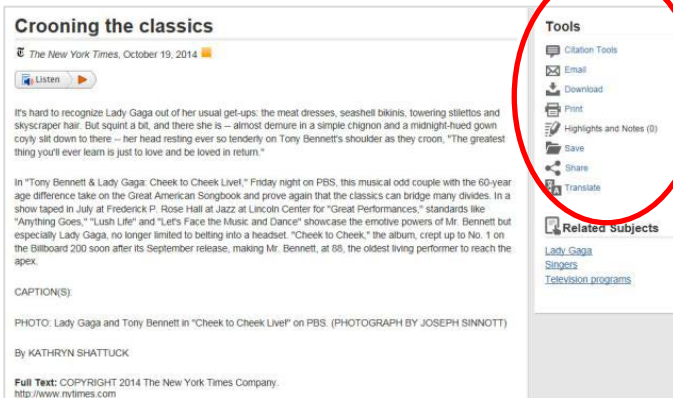 Crooning the classics
The New York Times, October 19, 2014
Listen
It's hard to recognize Lady Gaga out of her usual get-ups: the meat dresses, seashell bikinis, towering stilettos and
skyscraper hair. But squint a bit, and there she is -- almost demure in a simple chignon and a midnight-hued gown
coyly slit down to there -- her head resting ever so tenderly on Tony Bennett's shoulder as they croon, "The greatest
thing you'll ever learn is just to love and be loved in return."
In "Tony Bennett & Lady Gaga: Cheek to Cheek Live!," Friday night on PBS, this musical odd couple with the 60-year
age difference take on the Great American Songbook and prove again that the classics can bridge many divides. In a
show taped in July at Frederick P. Rose Hall at Jazz at Lincoln Center for "Great Performances," standards like
"Anything Goes," "Lush Life" and "Let's Face the Music and Dance" showcase the emotive powers of Mr. Bennett but
especially Lady Gaga, no longer limited to belting into a headset. "Cheek to Cheek," the album, crept up to No. 1 on
the Billboard 200 soon after its September release, making Mr. Bennett, at 88, the oldest living performer to reach the
apex.
CAPTION(S):
PHOTO: Lady Gaga and Tony Bennett in "Cheek to Cheek Live!" on PBS. (PHOTOGRAPH BY JOSEPH SINNOTT)
By KATHRYN SHATTUCK
Full Text: COPYRIGHT 2014 The New York Times Company.
http://www.nytimes.com
Tools
Citation Tools
Email
Download
Print
Highlights and Notes (0)
Save
Share
Translate
Related Subjects
Lady Gaga
Singers
Television programs